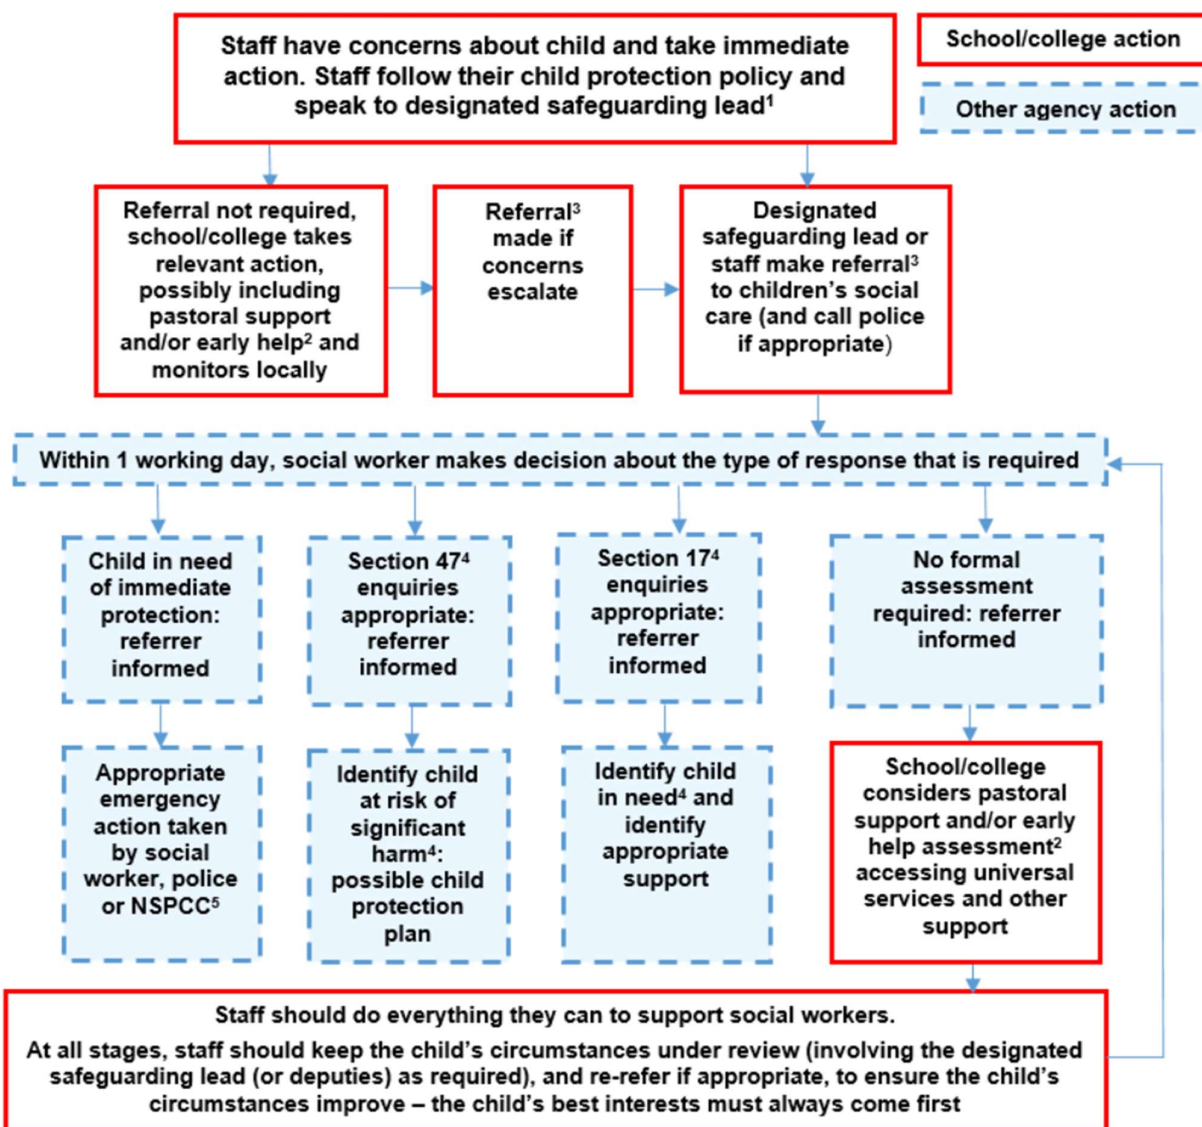 Staff have concerns about child and take immediate
action. Staff follow their child protection policy and
speak to designated safeguarding lead¹
School/college action
Other agency action
Referral not required,
school/college takes
relevant action,
possibly including
pastoral support
and/or early help² and
monitors locally
Referral³
made if
concerns
escalate
Designated
safeguarding lead or
staff make referral³
to children’s social
care (and call police
if appropriate)
Within 1 working day, social worker makes decision about the type of response that is required
Child in need
of immediate
protection:
referrer
informed
Section 47⁴
enquiries
appropriate:
referrer
informed
Section 17⁴
enquiries
appropriate:
referrer
informed
No formal
assessment
required: referrer
informed
Appropriate
emergency
action taken
by social
worker, police
or NSPCC⁵
Identify child
at risk of
significant
harm⁴:
possible child
protection
plan
Identify child
in need⁴ and
identify
appropriate
support
School/college
considers pastoral
support and/or early
help assessment²
accessing universal
services and other
support
Staff should do everything they can to support social workers.
At all stages, staff should keep the child’s circumstances under review (involving the designated
safeguarding lead (or deputies) as required), and re-refer if appropriate, to ensure the child’s
circumstances improve – the child’s best interests must always come first